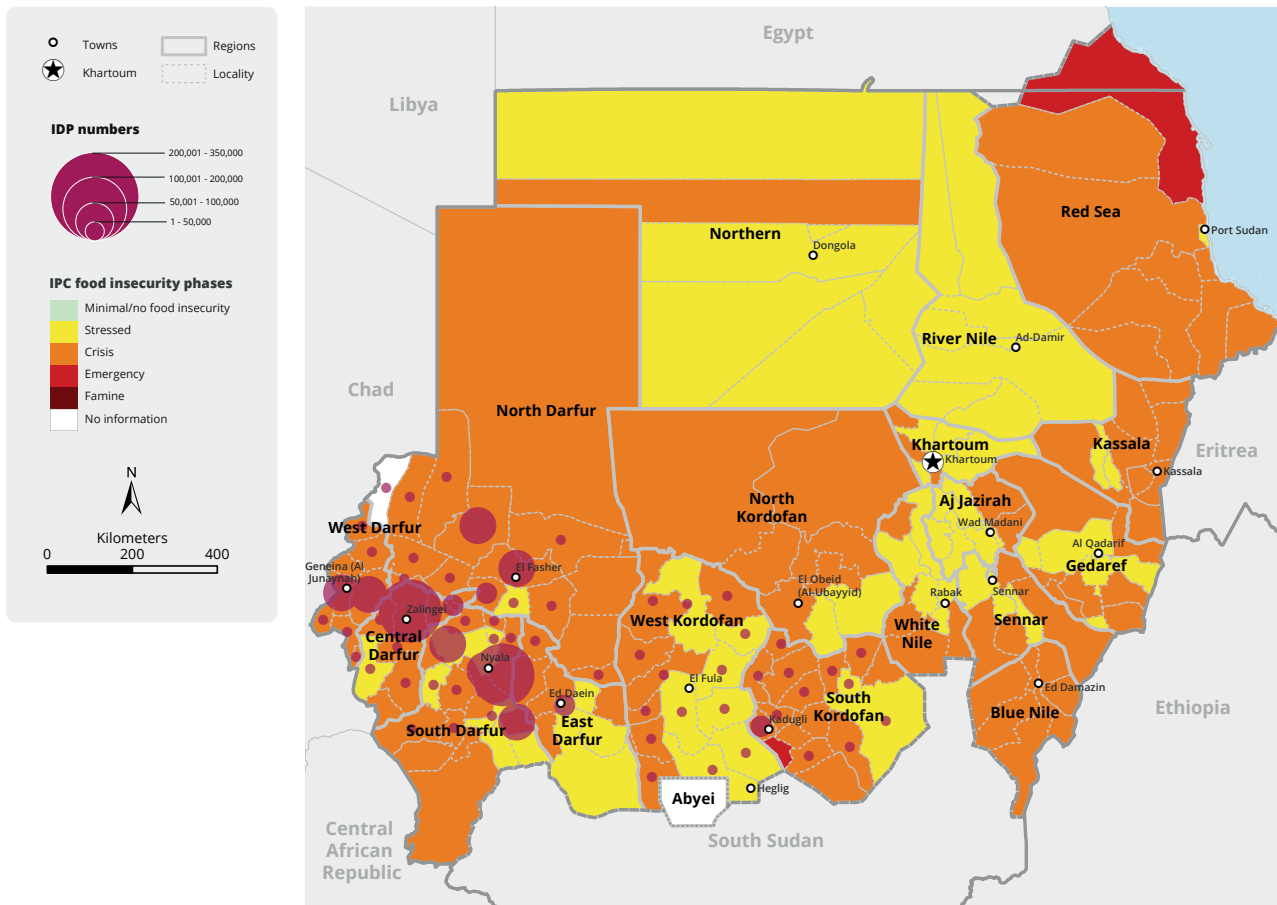 Towns
Regions
Khartoum
Locality
IDP numbers
200,001 - 350,000
100,001 - 200,000
50,001 - 100,000
1 - 50,000
IPC food insecurity phases
Minimal/no food insecurity
Stressed
Crisis
Emergency
Famine
No information
N
Kilometers
0 200 400
Egypt
Libya
Red Sea
Port Sudan
Northern
Dongola
River Nile
Ad-Damir
Chad
North Darfur
Khartoum
Khartoum
Kassala
Kassala
Eritrea
North
Kordofan
Aj Jazirah
Wad Madani
West Darfur
Al Qadarif
Gedaref
Geneina (Al
Junaynah)
El Fasher
El Obeid
(Al-Ubayyid)
Rabak
Sennar
Sennar
Zalingei
West Kordofan
White
Nile
Central
Darfur
Nyala
El Fula
Ed Daein
South
Kordofan
Ed Damazin
Blue Nile
Ethiopia
South Darfur
East
Darfur
Kadugli
Abyei
Heglig
Central
African
Republic
South Sudan